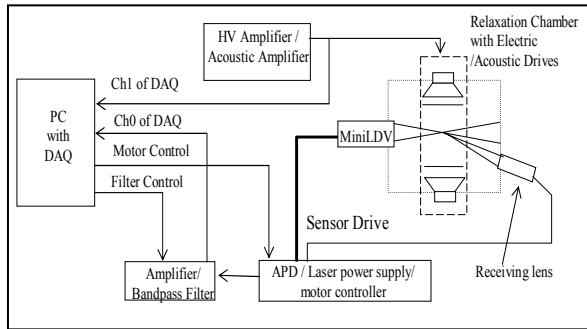 HV Amplifier /
Acoustic Amplifier
Relaxation Chamber
with Electric
/Acoustic Drives
Ch1 of DAQ
PC
with
DAQ
Ch0 of DAQ
Motor Control
Filter Control
MiniLDV
Sensor Drive
Amplifier/
Bandpass Filter
APD / Laser power supply/
motor controller
Receiving lens